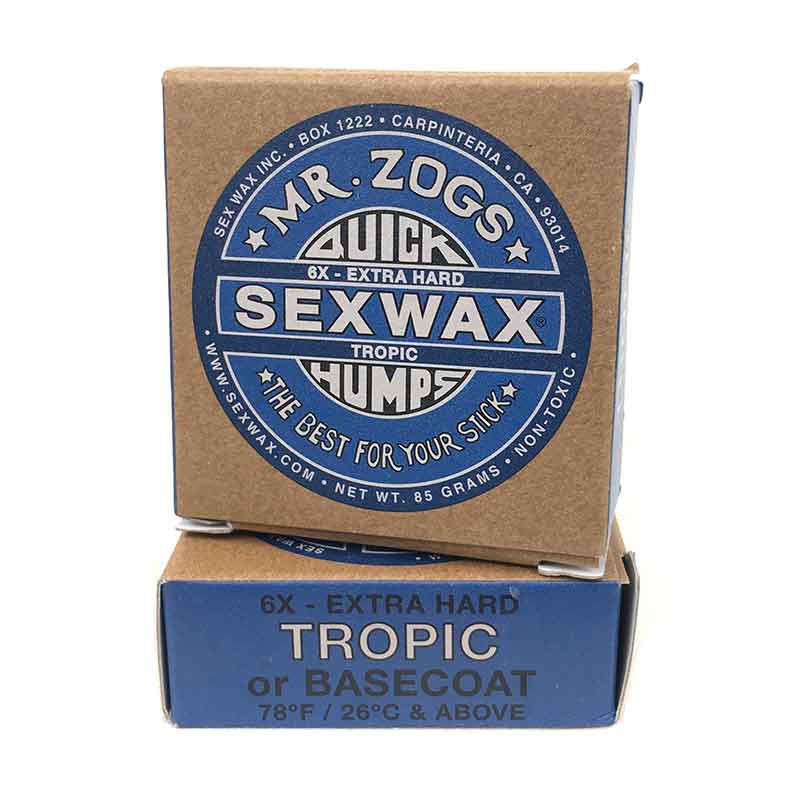 SEX WAX INC. • BOX 1222 • CARPINTERIA • CA • 93014
MR. ZOGS
QUICK
6X - EXTRA HARD
SEXWAX®
TROPIC
HUMPS
THE BEST FOR YOUR STICK
• WWW.SEXWAX.COM • NET WT. 85 GRAMS • NON-TOXIC •
SEXWAX
6X - EXTRA HARD
TROPIC
or BASECOAT
78°F / 26°C & ABOVE